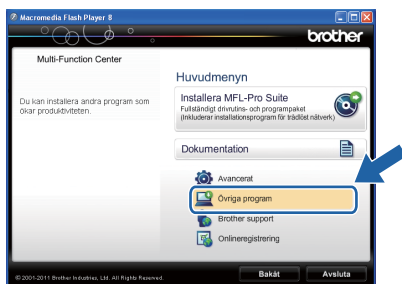 Macromedia Flash Player 8
brother
Multi-Function Center
Du kan installera andra program som
ökar produktiviteten.
Huvudmenyn
Installera MFL-Pro Suite
Fullständigt drivrutins- och programpaket
(Inkluderar installationsprogram för trådlöst nätverk)
Dokumentation
Avancerat
Övriga program
Brother support
Onlineregistrering
© 2001-2011 Brother Industries, Ltd. All Rights Reserved.
Bakåt
Avsluta